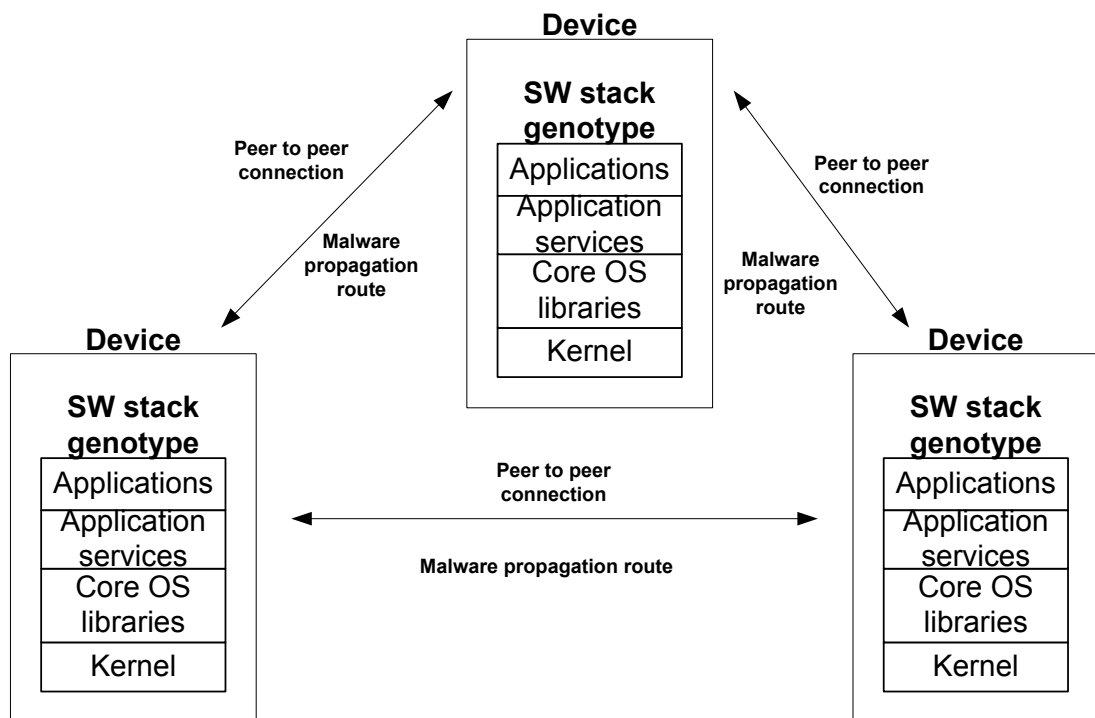 Device
SW stack
genotype
Applications
Application
services
Core OS
libraries
Kernel
Peer to peer
connection
Malware
propagation
route
Peer to peer
connection
Malware
propagation
route
Device
SW stack
genotype
Applications
Application
services
Core OS
libraries
Kernel
Peer to peer
connection
Malware propagation route
Device
SW stack
genotype
Applications
Application
services
Core OS
libraries
Kernel